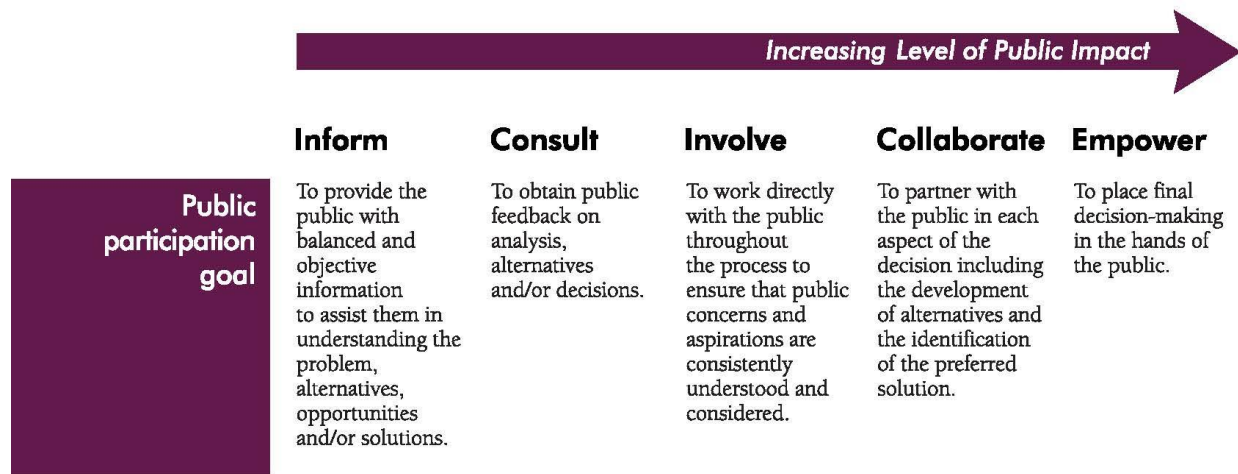 Increasing Level of Public Impact
Inform
Consult
Involve
Collaborate
Empower
Public
participation
goal
To provide the
public with
balanced and
objective
information
to assist them in
understanding the
problem,
alternatives,
opportunities
and/or solutions.
To obtain public
feedback on
analysis,
alternatives
and/or decisions.
To work directly
with the public
throughout
the process to
ensure that public
concerns and
aspirations are
consistently
understood and
considered.
To partner with
the public in each
aspect of the
decision including
the development
of alternatives and
the identification
of the preferred
solution.
To place final
decision-making
in the hands of
the public.